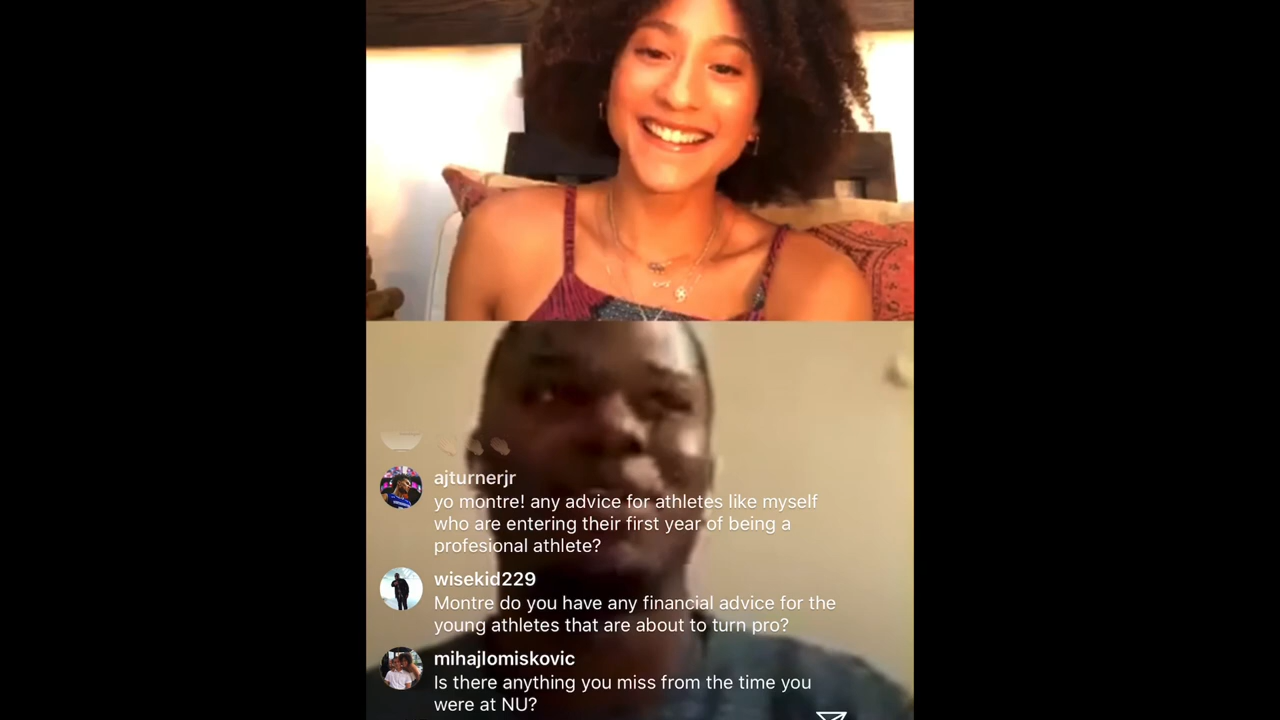 ajturnerjr
yo montre! any advice for athletes like myself
who are entering their first year of being a
profesional athlete?
wisekid229
Montre do you have any financial advice for the
young athletes that are about to turn pro?
mihajlomiskovic
Is there anything you miss from the time you
were at NU?